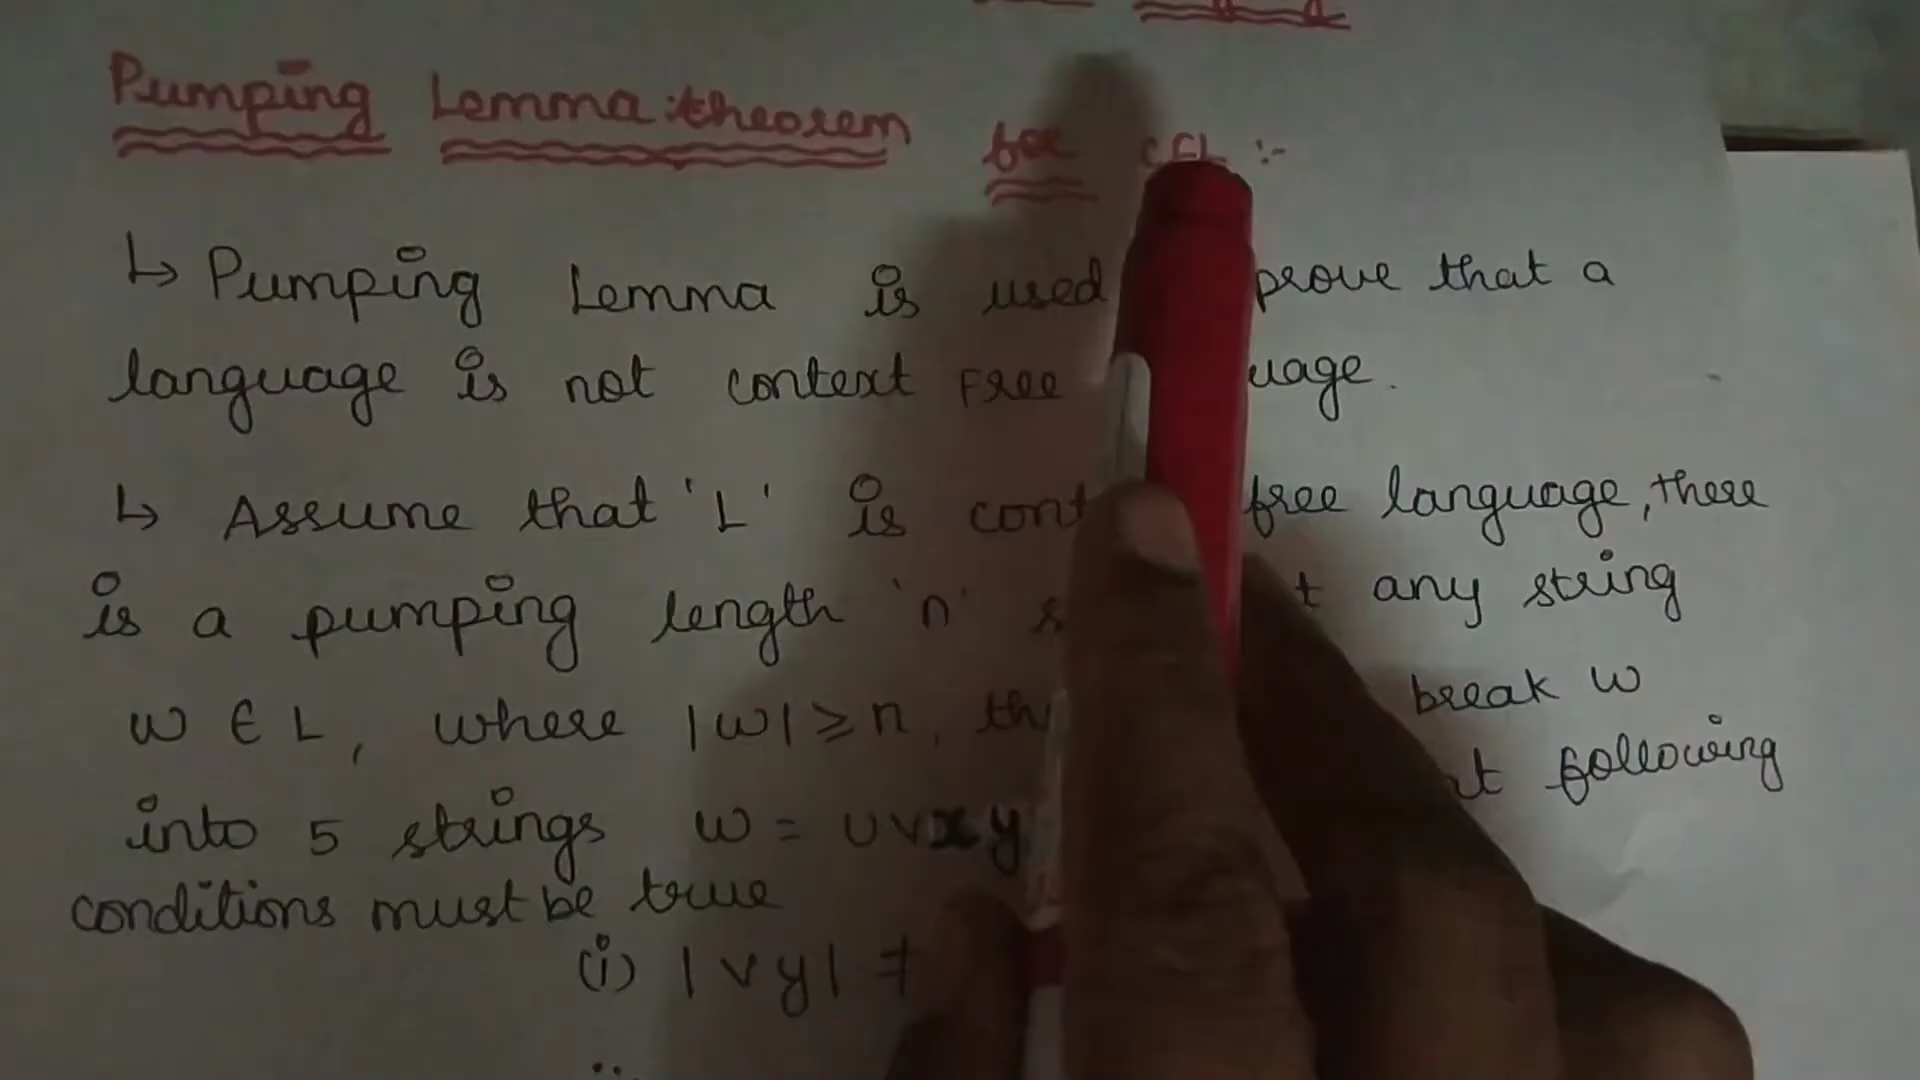 Pumping Lemma: theorem for CFL :-
↳ Pumping Lemma is used prove that a
language is not context Free uage.
↳ Assume that 'L' is cont free language, there
is a pumping length 'n' s t any string
w ∈ L, where |w| ≥ n, th break w
into 5 strings w = uvxy t following
conditions must be true
(i) |vy| ≠